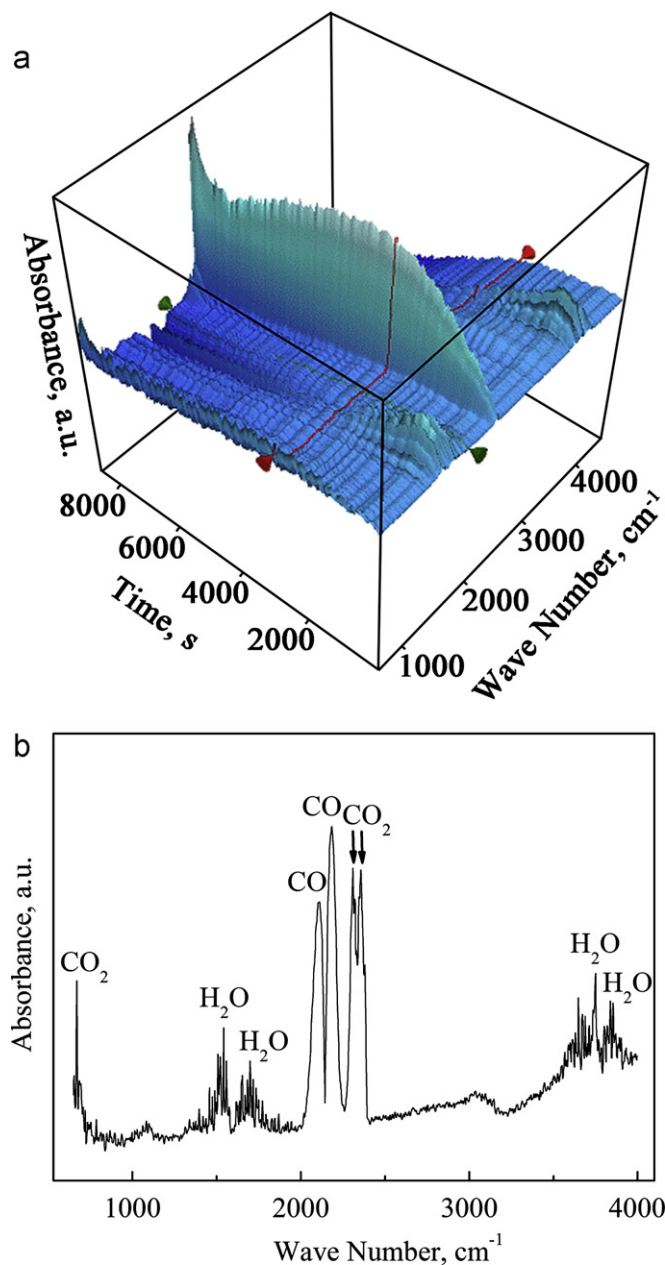 a
Absorbance, a.u.
8000
6000
4000
2000
Time, s
1000
2000
3000
4000
Wave Number, cm⁻¹
b
Absorbance, a.u.
CO₂
H₂O
H₂O
CO
CO
CO₂
H₂O
H₂O
1000
2000
3000
4000
Wave Number, cm⁻¹